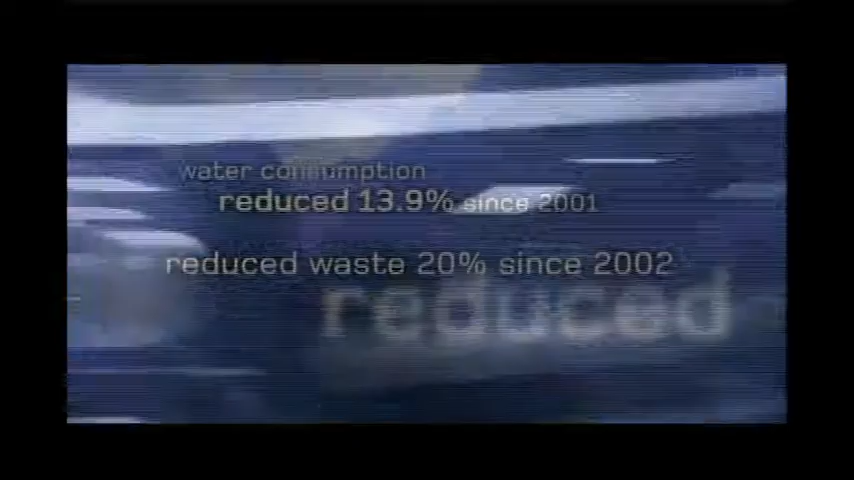 water consumption
reduced 13.9% since 2001
reduced waste 20% since 2002
reduced